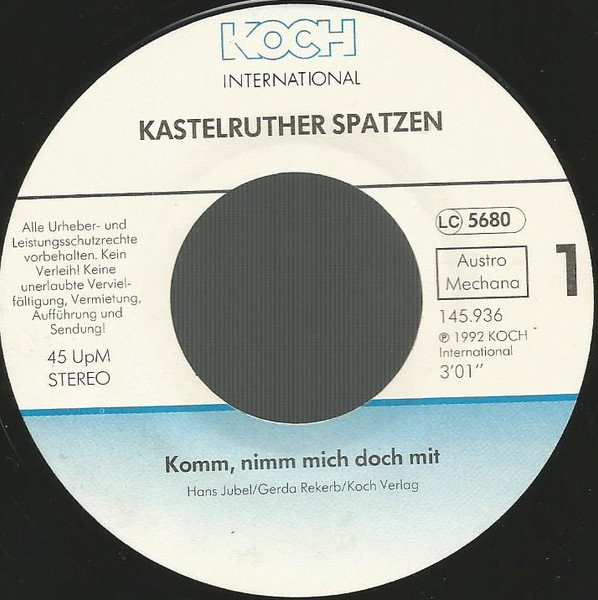 KOCH
INTERNATIONAL
KASTELRUTHER SPATZEN
Alle Urheber- und
Leistungsschutzrechte
vorbehalten. Kein
Verleih! Keine
unerlaubte Verviel-
fältigung, Vermietung,
Aufführung und
Sendung!
45 UpM
STEREO
LC 5680
Austro
Mechana
1
145.936
℗ 1992 KOCH
International
3'01"
Komm, nimm mich doch mit
Hans Jubel/Gerda Rekerb/Koch Verlag